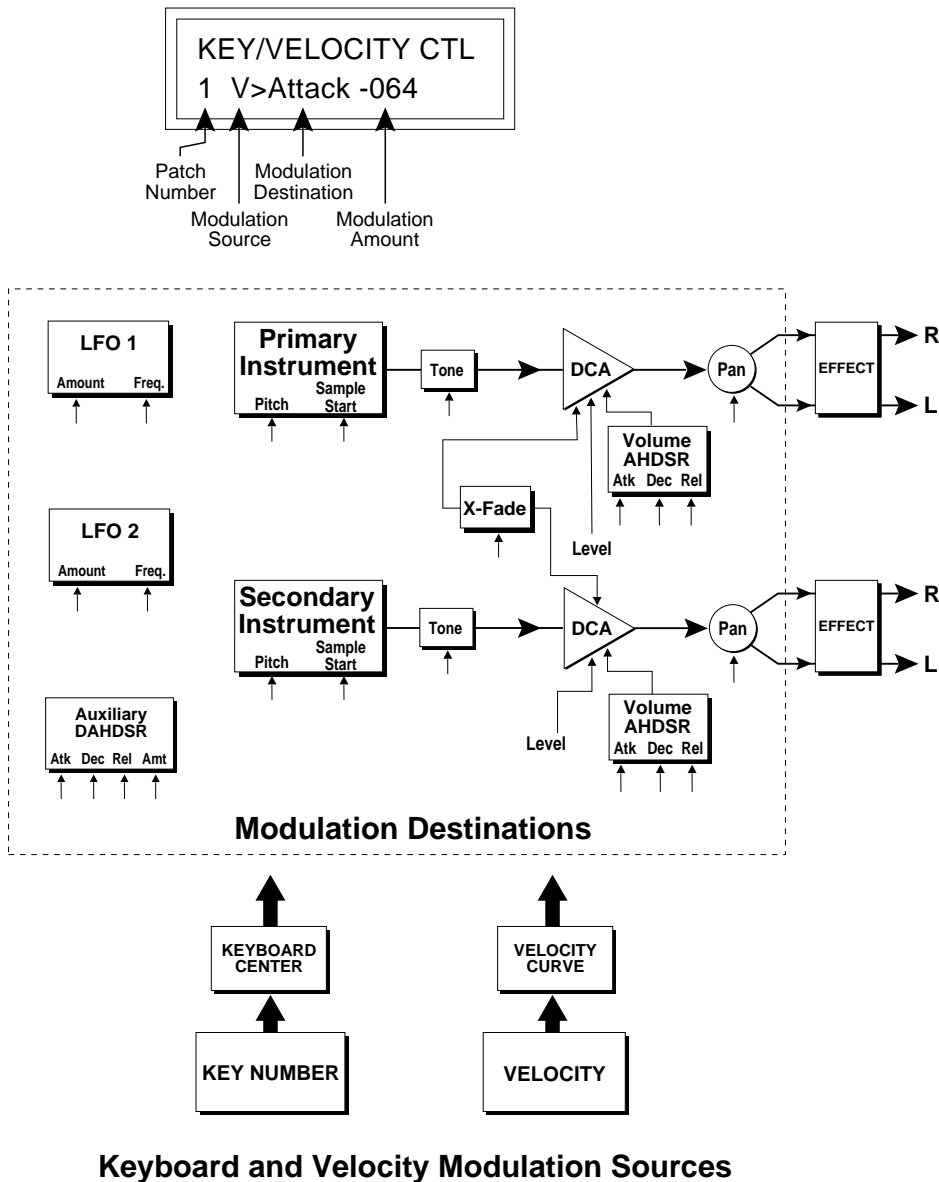 KEY/VELOCITY CTL
1 V>Attack -064
Patch
Number
Modulation
Destination
Modulation
Source
Modulation
Amount
LFO 1
Amount Freq.
Primary
Instrument
Sample
Pitch Start
Tone
DCA
Pan
EFFECT
R
L
Volume
AHDSR
Atk Dec Rel
X-Fade
Level
LFO 2
Amount Freq.
Secondary
Instrument
Sample
Pitch Start
Tone
DCA
Pan
EFFECT
R
L
Level
Volume
AHDSR
Atk Dec Rel
Auxiliary
DAHDSR
Atk Dec Rel Amt
Modulation Destinations
KEYBOARD
CENTER
VELOCITY
CURVE
KEY NUMBER
VELOCITY
Keyboard and Velocity Modulation Sources